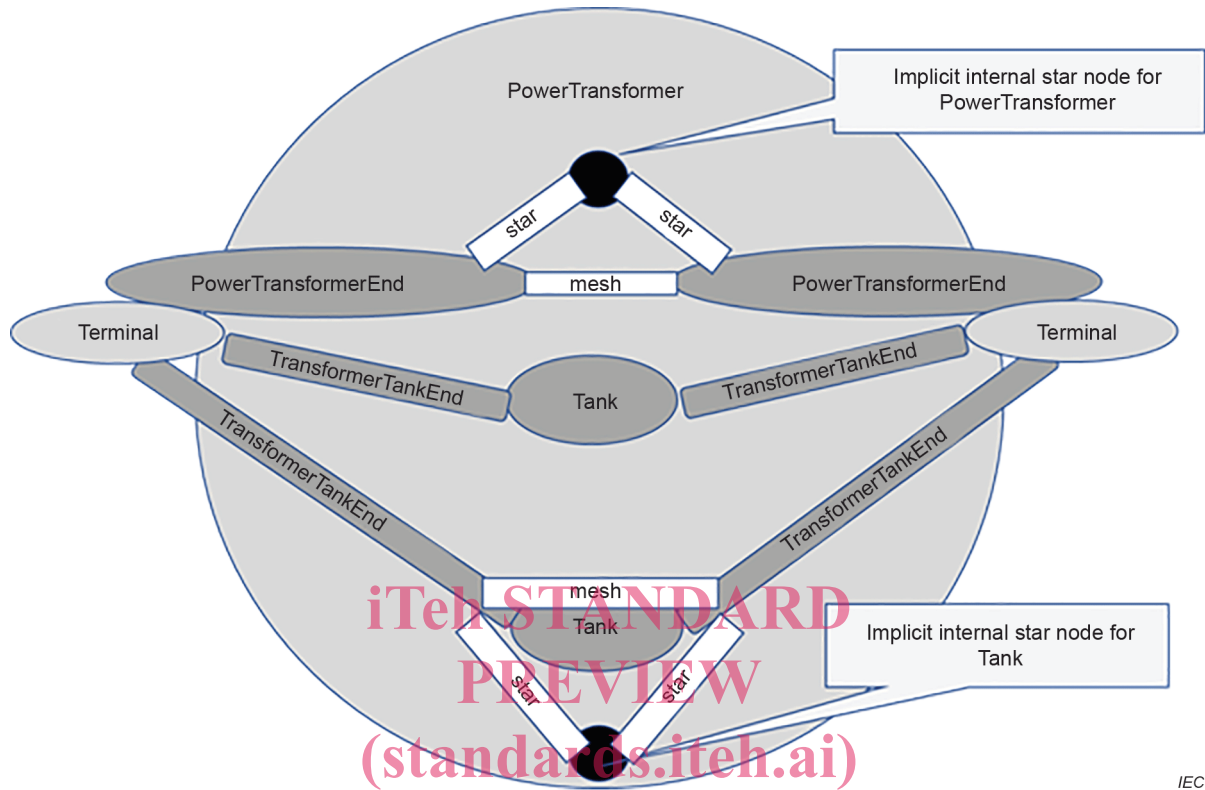 PowerTransformer
Implicit internal star node for
PowerTransformer
star
star
PowerTransformerEnd
mesh
PowerTransformerEnd
Terminal
Terminal
TransformerTankEnd
Tank
TransformerTankEnd
TransformerTankEnd
TransformerTankEnd
mesh
iTeh STANDARD
Tank
Implicit internal star node for
Tank
PREVIEW
star
star
(standards.iteh.ai)
IEC